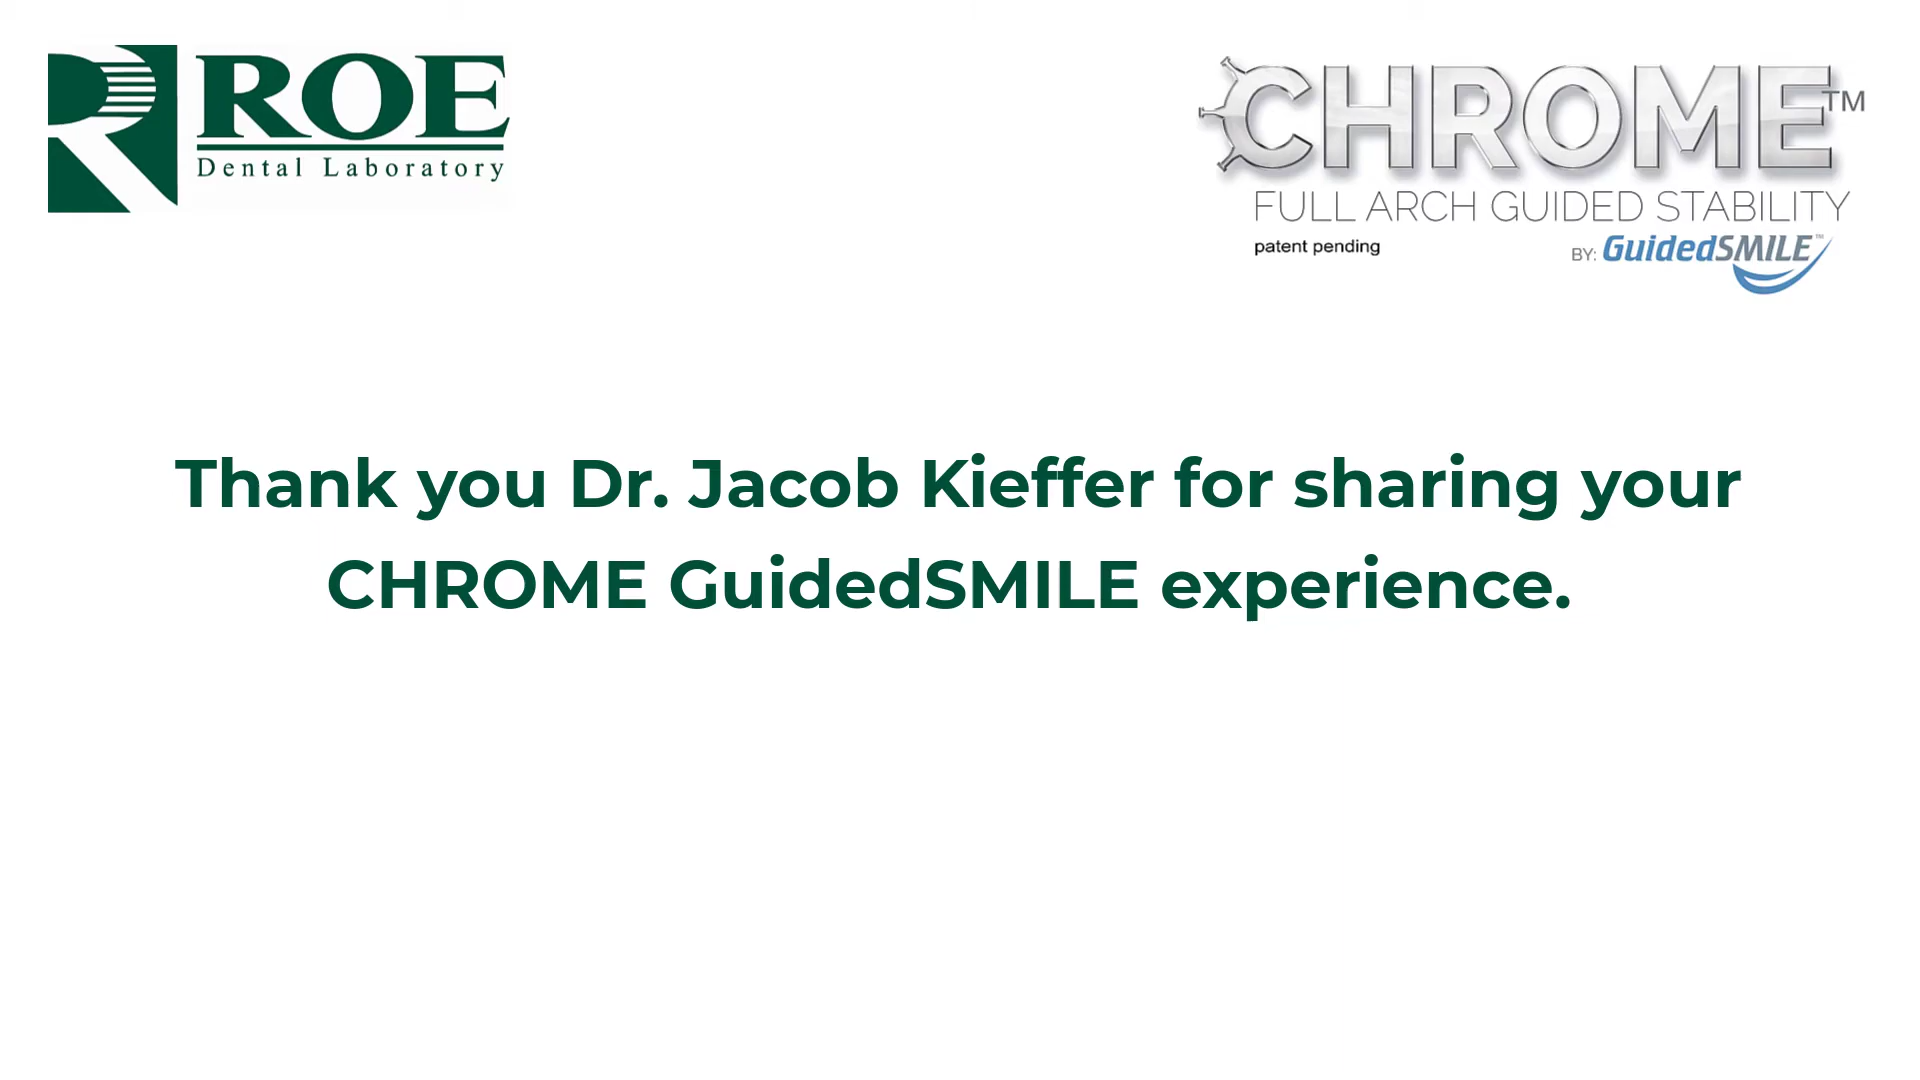 ROE
Dental Laboratory
CHROME™
FULL ARCH GUIDED STABILITY
patent pending
BY: GuidedSMILE™
Thank you Dr. Jacob Kieffer for sharing your
CHROME GuidedSMILE experience.